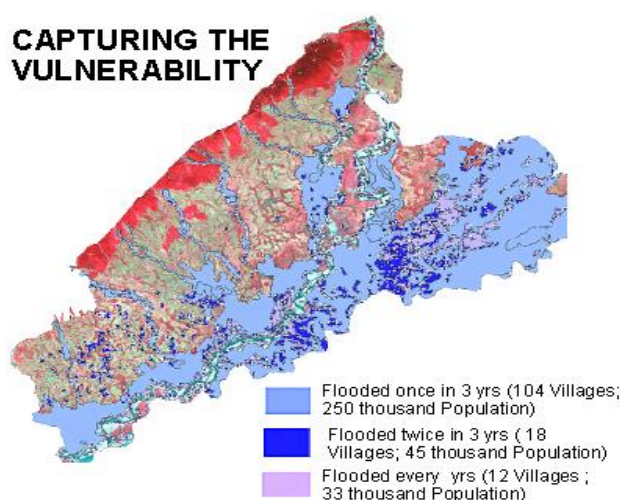 CAPTURING THE
VULNERABILITY
Flooded once in 3 yrs (104 Villages;
250 thousand Population)
Flooded twice in 3 yrs ( 18
Villages; 45 thousand Population)
Flooded every yrs (12 Villages ;
33 thousand Population)